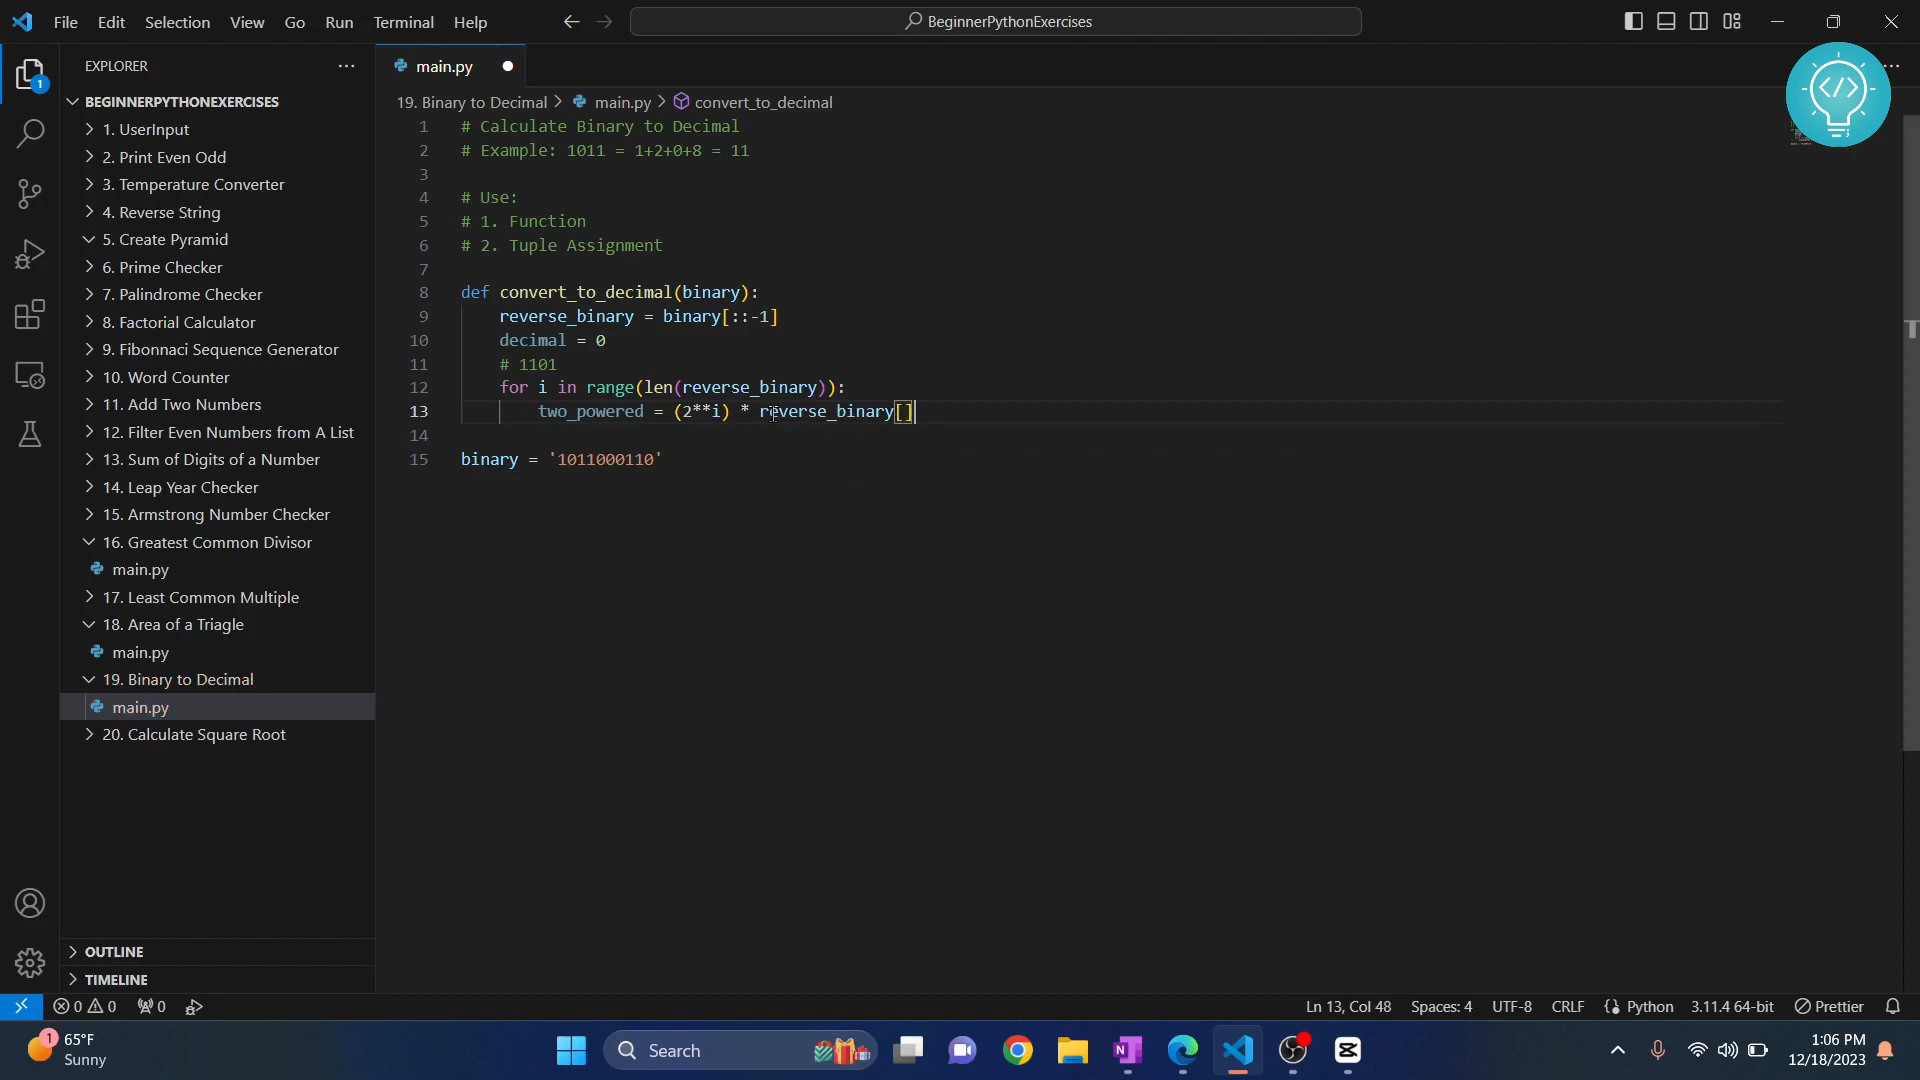 File Edit Selection View Go Run Terminal Help
BeginnerPythonExercises
EXPLORER
BEGINNERPYTHONEXERCISES
1. UserInput
2. Print Even Odd
3. Temperature Converter
4. Reverse String
5. Create Pyramid
6. Prime Checker
7. Palindrome Checker
8. Factorial Calculator
9. Fibonnaci Sequence Generator
10. Word Counter
11. Add Two Numbers
12. Filter Even Numbers from A List
13. Sum of Digits of a Number
14. Leap Year Checker
15. Armstrong Number Checker
16. Greatest Common Divisor
main.py
17. Least Common Multiple
18. Area of a Triagle
main.py
19. Binary to Decimal
main.py
20. Calculate Square Root
OUTLINE
TIMELINE
main.py
19. Binary to Decimal > main.py > convert_to_decimal
1 # Calculate Binary to Decimal
2 # Example: 1011 = 1+2+0+8 = 11
3
4 # Use:
5 # 1. Function
6 # 2. Tuple Assignment
7
8 def convert_to_decimal(binary):
9 reverse_binary = binary[::-1]
10 decimal = 0
11 # 1101
12 for i in range(len(reverse_binary)):
13 two_powered = (2**i) * reverse_binary[]
14
15 binary = '1011000110'
</>
1
0 0 0
Ln 13, Col 48 Spaces: 4 UTF-8 CRLF Python 3.11.4 64-bit Prettier
1
65°F
Sunny
Search
1:06 PM
12/18/2023